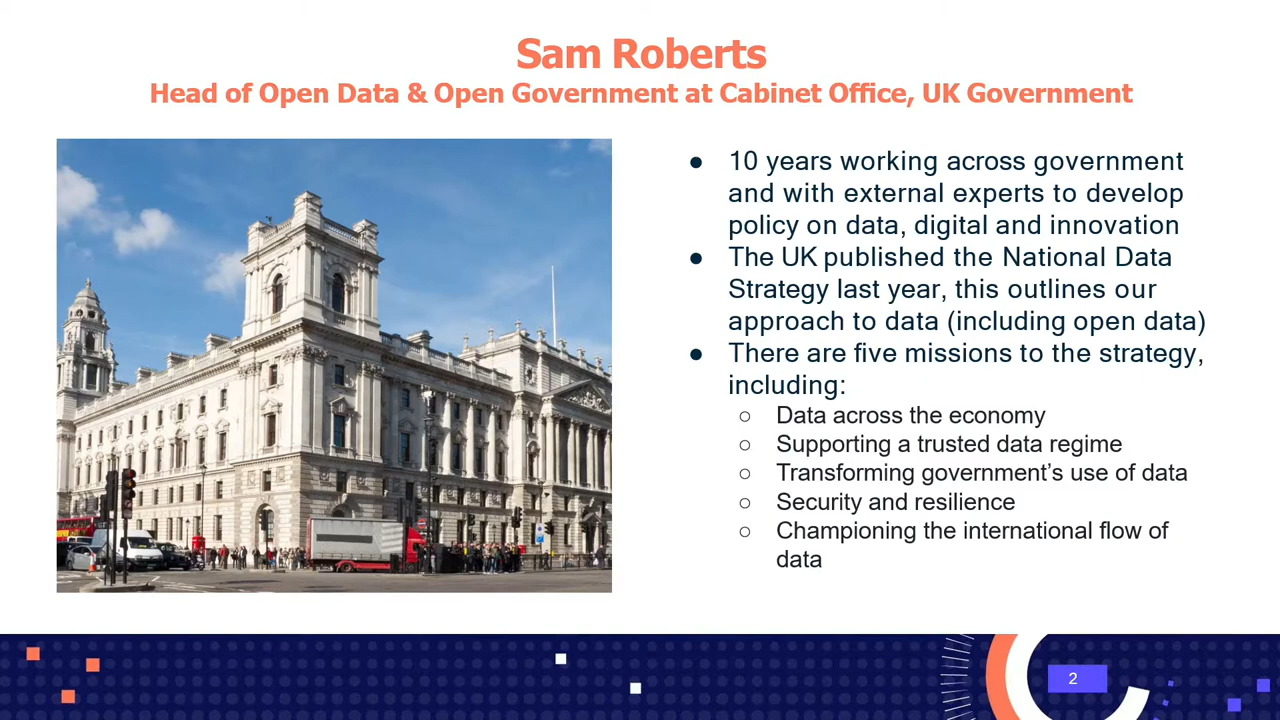 Sam Roberts
Head of Open Data & Open Government at Cabinet Office, UK Government
● 10 years working across government
and with external experts to develop
policy on data, digital and innovation
● The UK published the National Data
Strategy last year, this outlines our
approach to data (including open data)
● There are five missions to the strategy,
including:
○ Data across the economy
○ Supporting a trusted data regime
○ Transforming government’s use of data
○ Security and resilience
○ Championing the international flow of
data
2